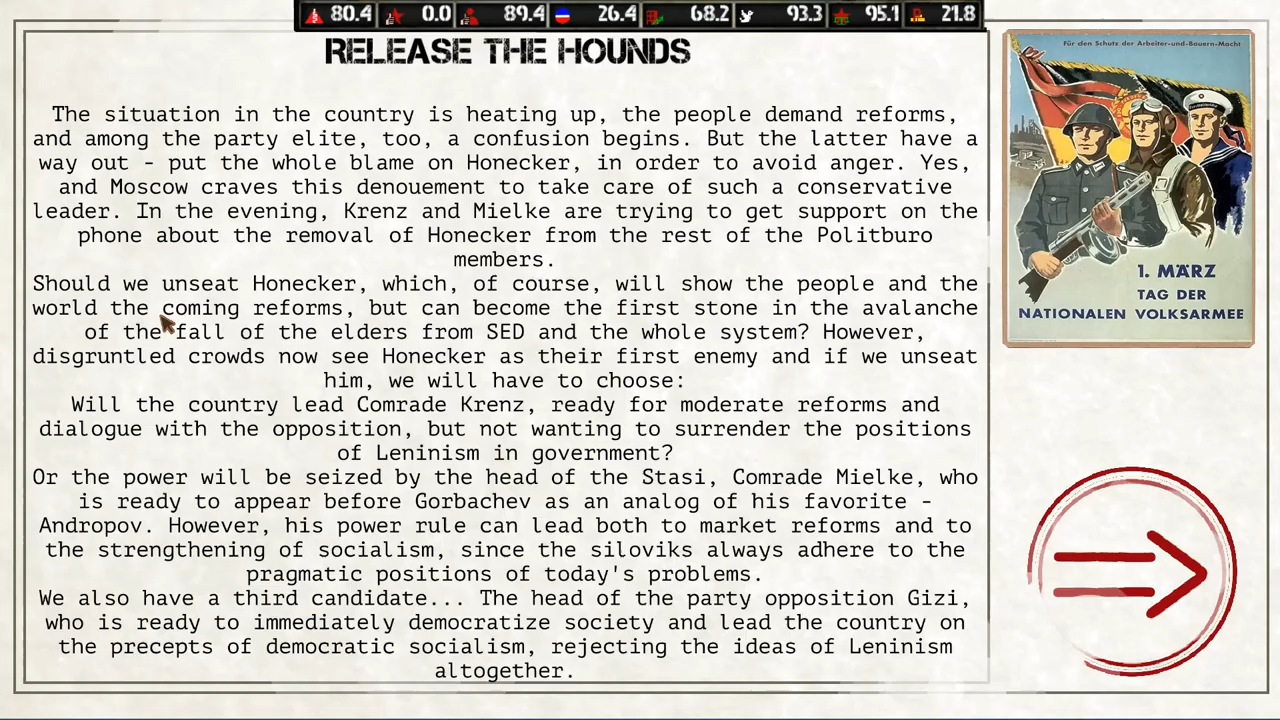 80.4 0.0 89.4 26.4 68.2 93.3 95.1 21.8
RELEASE THE HOUNDS
The situation in the country is heating up, the people demand reforms,
and among the party elite, too, a confusion begins. But the latter have a
way out - put the whole blame on Honecker, in order to avoid anger. Yes,
and Moscow craves this denouement to take care of such a conservative
leader. In the evening, Krenz and Mielke are trying to get support on the
phone about the removal of Honecker from the rest of the Politburo
members.
Should we unseat Honecker, which, of course, will show the people and the
world the coming reforms, but can become the first stone in the avalanche
of the fall of the elders from SED and the whole system? However,
disgruntled crowds now see Honecker as their first enemy and if we unseat
him, we will have to choose:
Will the country lead Comrade Krenz, ready for moderate reforms and
dialogue with the opposition, but not wanting to surrender the positions
of Leninism in government?
Or the power will be seized by the head of the Stasi, Comrade Mielke, who
is ready to appear before Gorbachev as an analog of his favorite -
Andropov. However, his power rule can lead both to market reforms and to
the strengthening of socialism, since the siloviks always adhere to the
pragmatic positions of today's problems.
We also have a third candidate... The head of the party opposition Gizi,
who is ready to immediately democratize society and lead the country on
the precepts of democratic socialism, rejecting the ideas of Leninism
altogether.
Für den Schutz der Arbeiter-und-Bauern-Macht
1. MÄRZ
TAG DER
NATIONALEN VOLKSARMEE